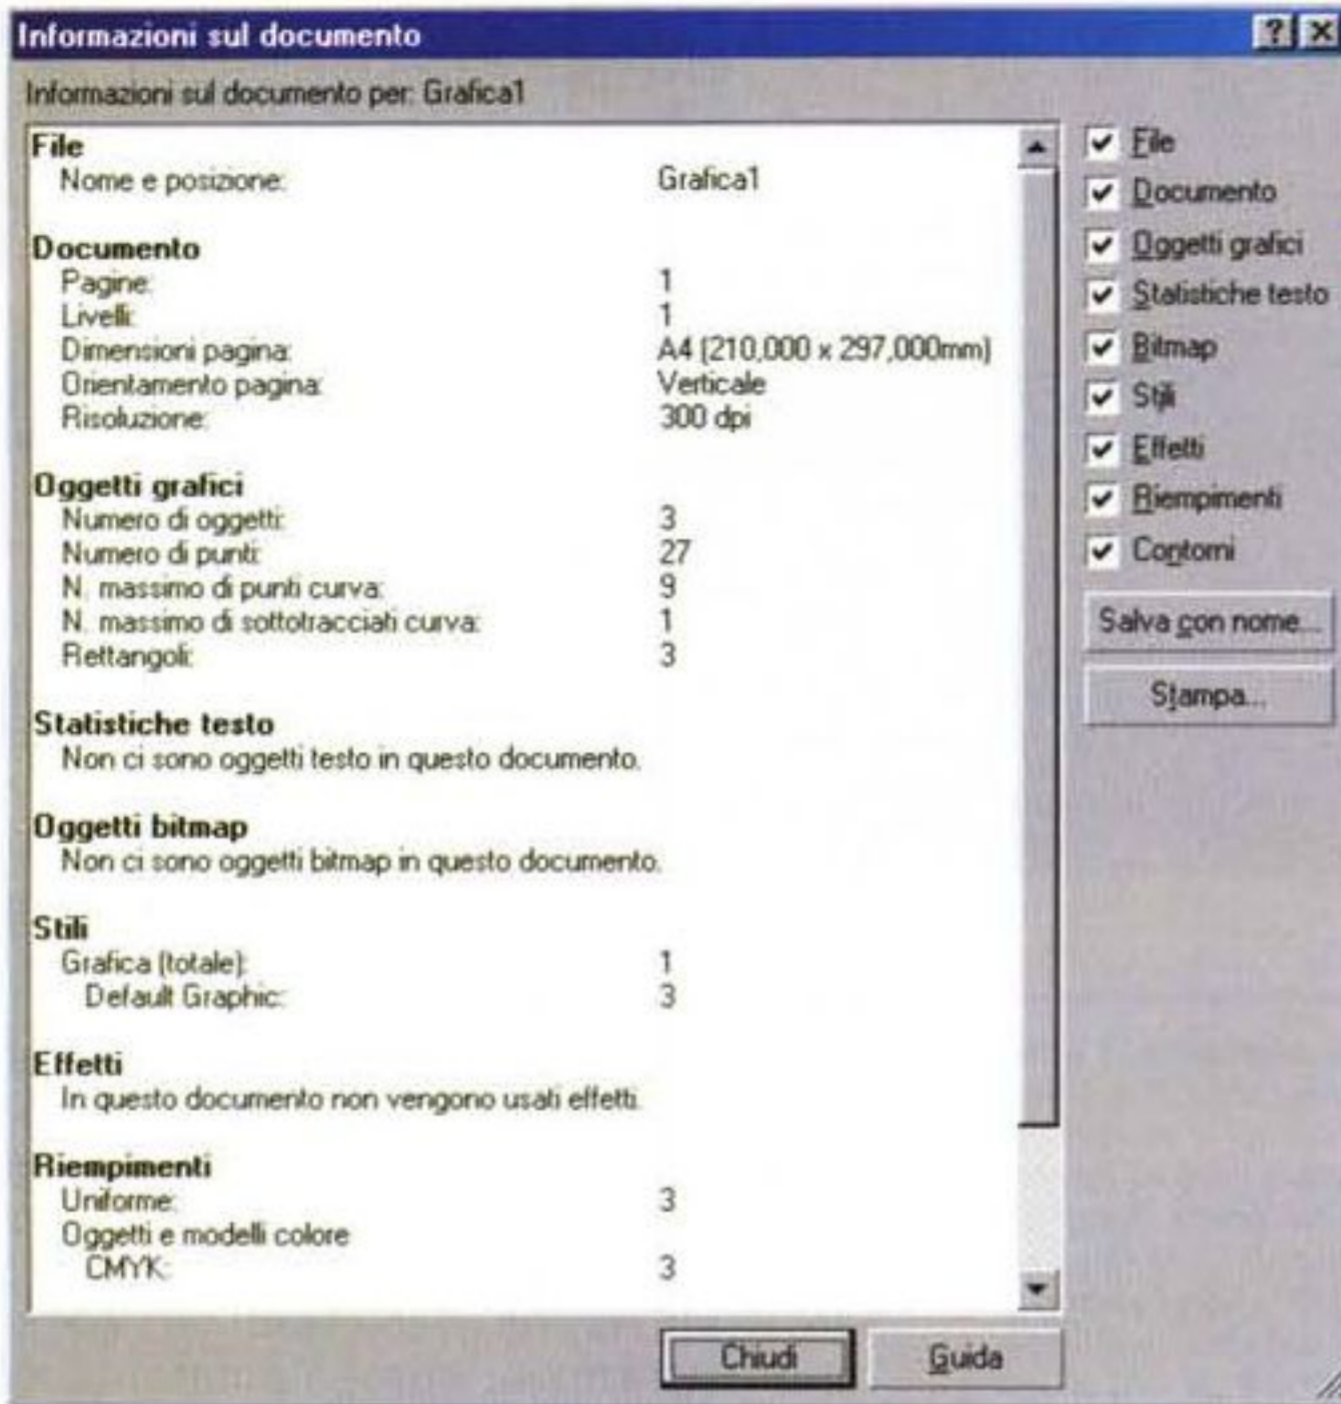 Informazioni sul documento
Informazioni sul documento per: Grafica1
File
Nome e posizione: Grafica1
Documento
Pagine: 1
Livelli: 1
Dimensioni pagina: A4 (210,000 x 297,000mm)
Orientamento pagina: Verticale
Risoluzione: 300 dpi
Oggetti grafici
Numero di oggetti: 3
Numero di punti: 27
N. massimo di punti curva: 9
N. massimo di sottotracciati curva: 1
Rettangoli: 3
Statistiche testo
Non ci sono oggetti testo in questo documento.
Oggetti bitmap
Non ci sono oggetti bitmap in questo documento.
Stili
Grafica (totale): 1
Default Graphic: 3
Effetti
In questo documento non vengono usati effetti.
Riempimenti
Uniforme: 3
Oggetti e modelli colore
CMYK: 3
File
Documento
Oggetti grafici
Statistiche testo
Bitmap
Stili
Effetti
Riempimenti
Contorni
Salva con nome...
Stampa...
Chiudi
Guida